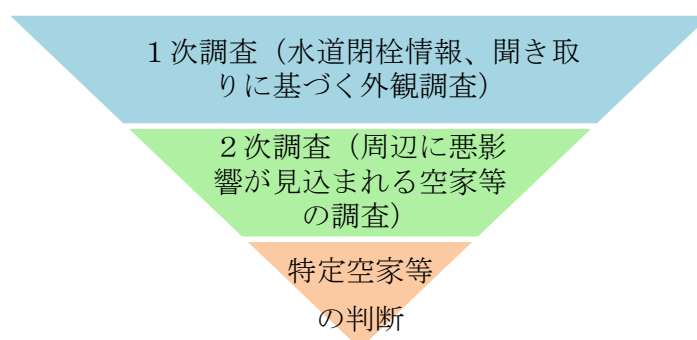 １次調査（水道閉栓情報、聞き取
りに基づく外観調査）
２次調査（周辺に悪影
響が見込まれる空家等
の調査）
特定空家等
の判断